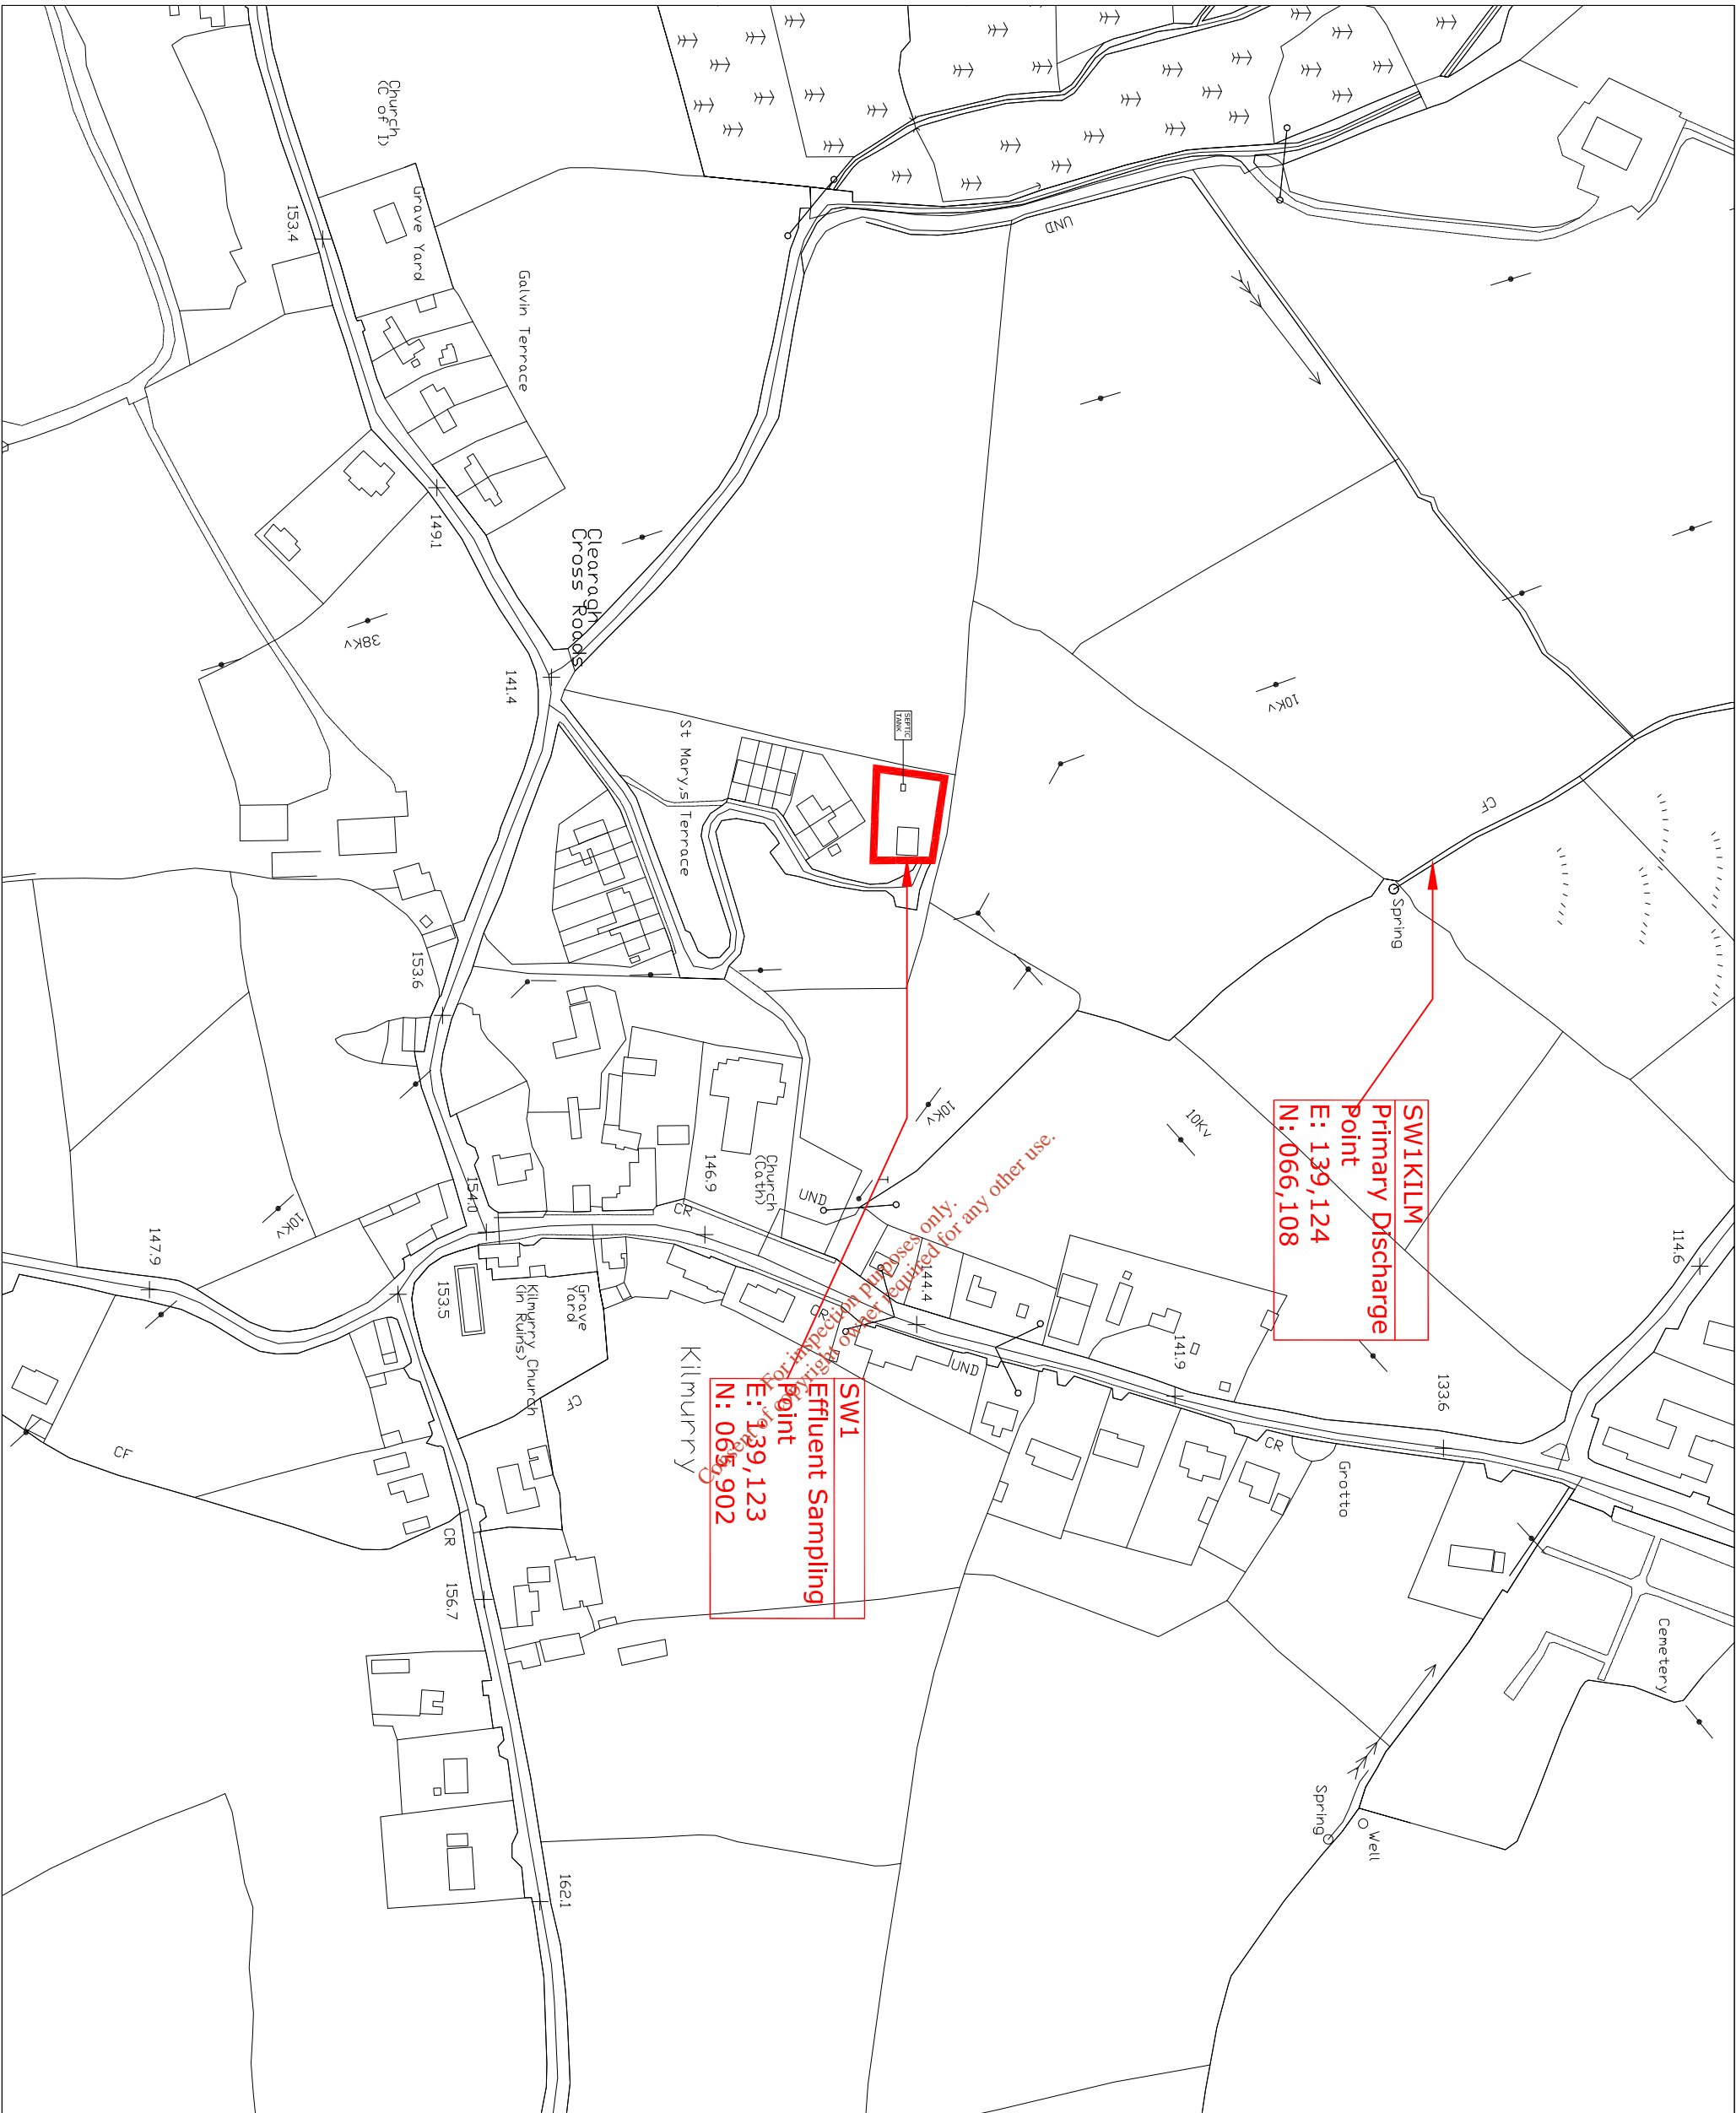 SW1KILM
Primary Discharge
Point
E: 139,124
N: 066,108
SW1
Effluent Sampling
Point
E: 139,123
N: 065,902
For inspection purposes only.
Consent of copyright owner required for any other use.
SEPTIC
TANK
Church
(C of I)
Grave Yard
Galvin Terrace
153.4
149.1
Clearagh
Cross Roads
141.4
38Kv
St Mary,s Terrace
UND
10Kv
CF
Spring
153.6
10Kv
10Kv
T
UND
Church
(Cath)
146.9
CR
154.0
10Kv
147.9
153.5
Kilmurry Church
(in Ruins)
Grave
Yard
CF
Kilmurry
CR
144.4
UND
141.9
133.6
114.6
CR
Grotto
Cemetery
CF
CR
156.7
162.1
Spring
Well